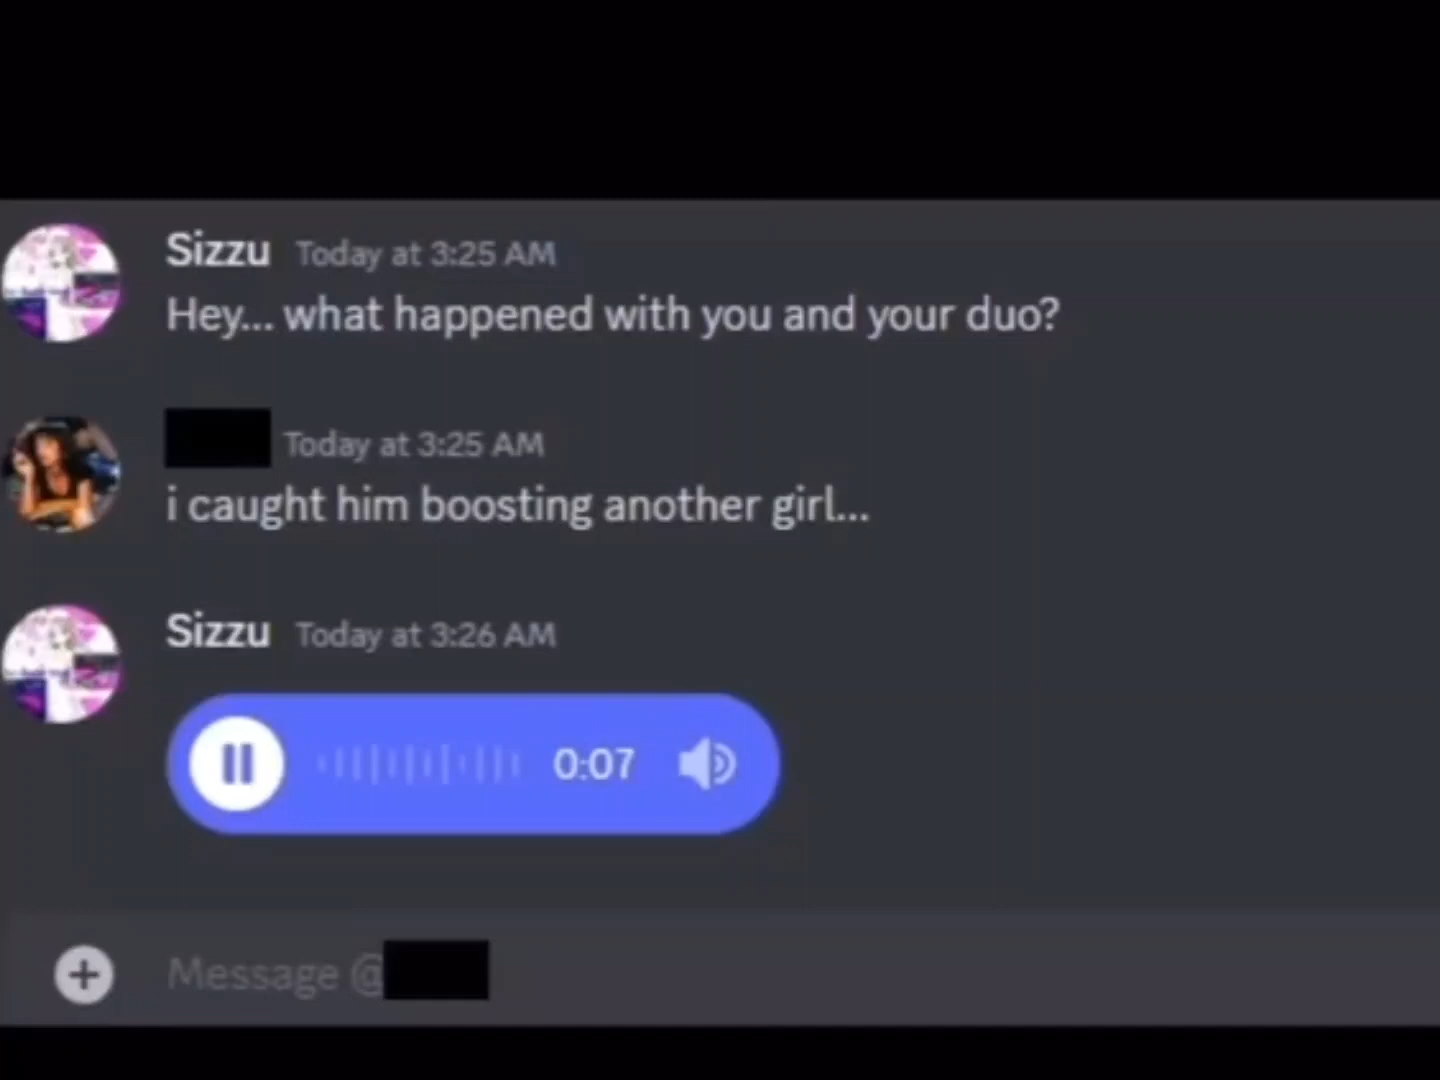 Sizzu Today at 3:25 AM
Hey... what happened with you and your duo?
Today at 3:25 AM
i caught him boosting another girl...
Sizzu Today at 3:26 AM
0:07
Message @